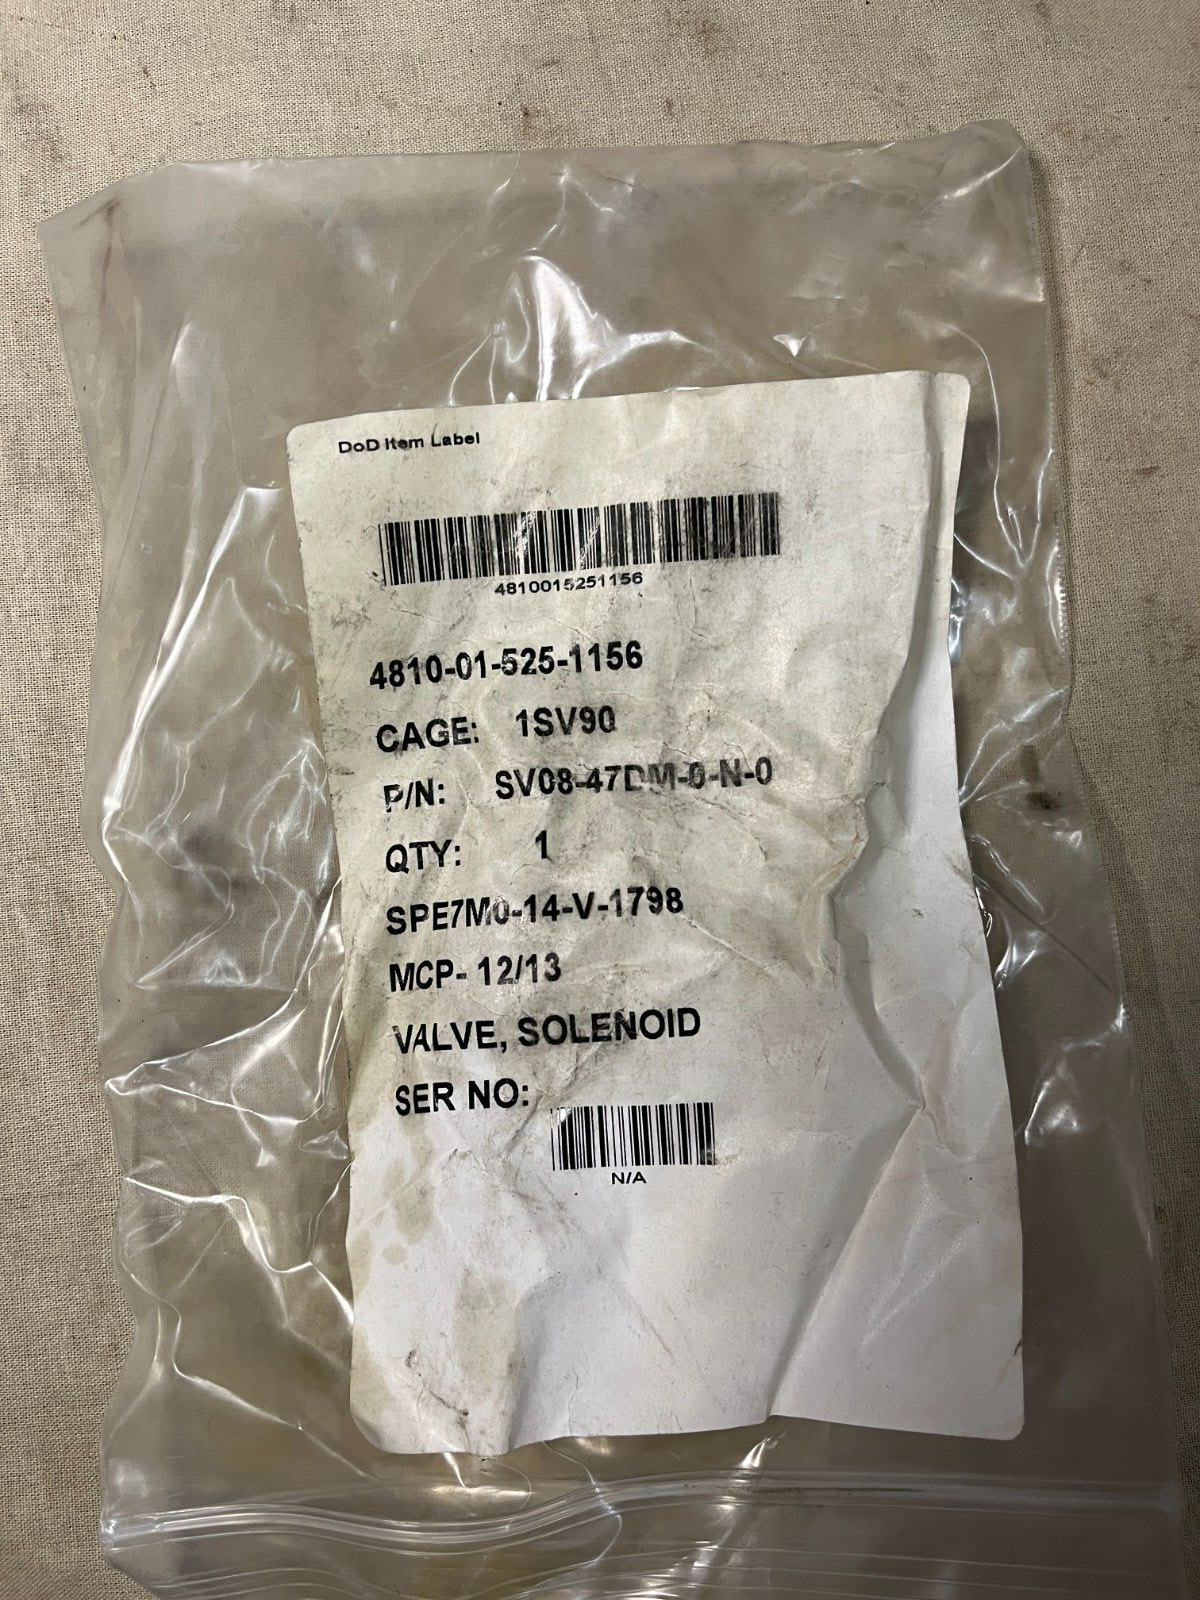 DoD Item Label
4810015251156
4810-01-525-1156
CAGE: 1SV90
P/N: SV08-47DM-0-N-0
QTY: 1
SPE7M0-14-V-1798
MCP- 12/13
VALVE, SOLENOID
SER NO:
N/A